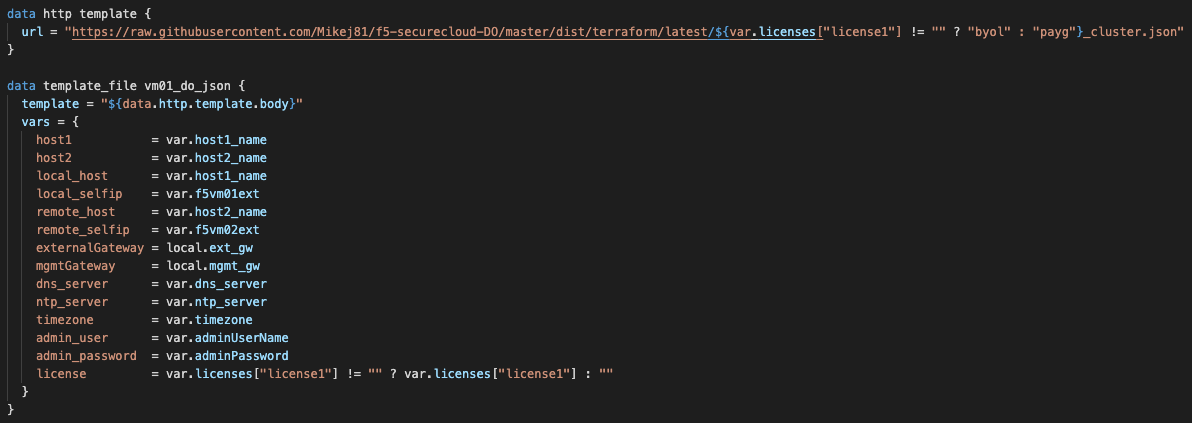 data http template {
  url = "https://raw.githubusercontent.com/Mikej81/f5-securecloud-DO/master/dist/terraform/latest/${var.licenses["license1"] != "" ? "byol" : "payg"}_cluster.json"
}

data template_file vm01_do_json {
  template = "${data.http.template.body}"
  vars = {
    host1           = var.host1_name
    host2           = var.host2_name
    local_host      = var.host1_name
    local_selfip    = var.f5vm01ext
    remote_host     = var.host2_name
    remote_selfip   = var.f5vm02ext
    externalGateway = local.ext_gw
    mgmtGateway     = local.mgmt_gw
    dns_server      = var.dns_server
    ntp_server      = var.ntp_server
    timezone        = var.timezone
    admin_user      = var.adminUserName
    admin_password  = var.adminPassword
    license         = var.licenses["license1"] != "" ? var.licenses["license1"] : ""
  }
}